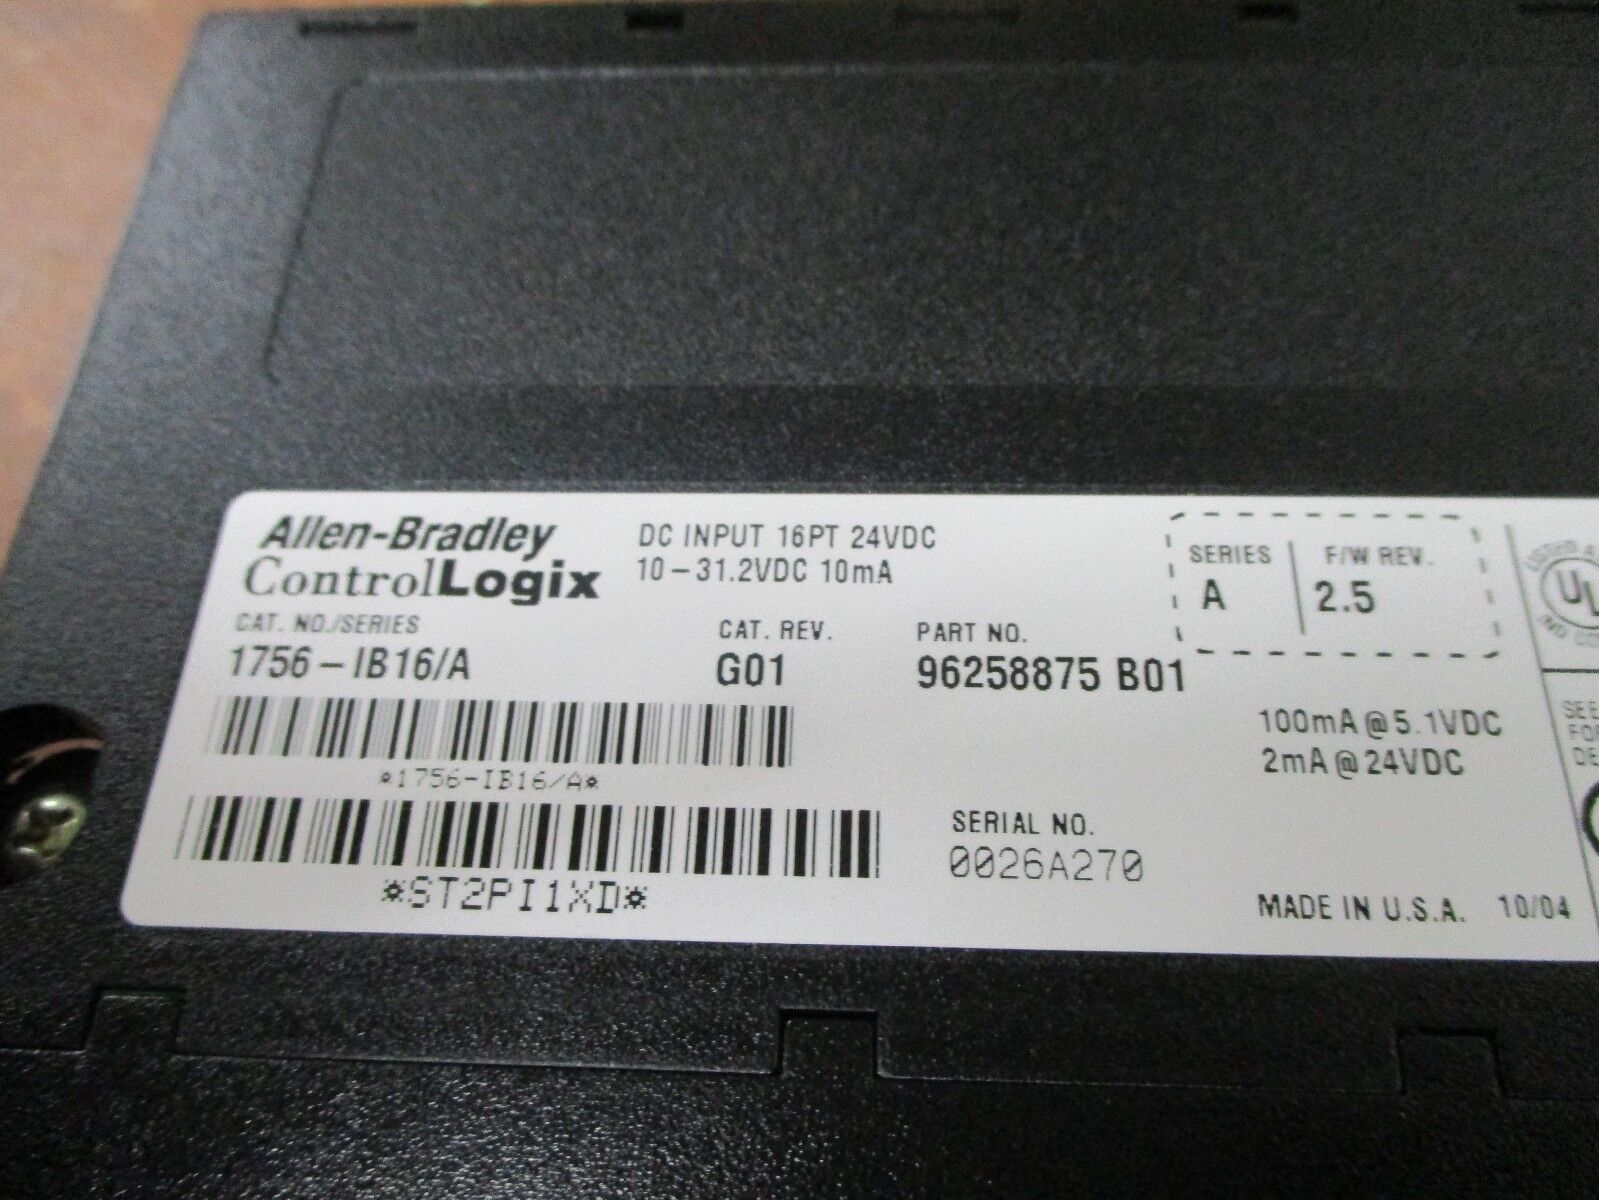 Allen-Bradley
ControlLogix
DC INPUT 16PT 24VDC
10-31.2VDC 10mA
SERIES
A
F/W REV.
2.5
CAT. NO./SERIES
1756-IB16/A
CAT. REV.
G01
PART NO.
96258875 B01
*1756-IB16/A*
100mA@5.1VDC
2mA@24VDC
*ST2PI1XD*
SERIAL NO.
0026A270
MADE IN U.S.A. 10/04
UL
SEE